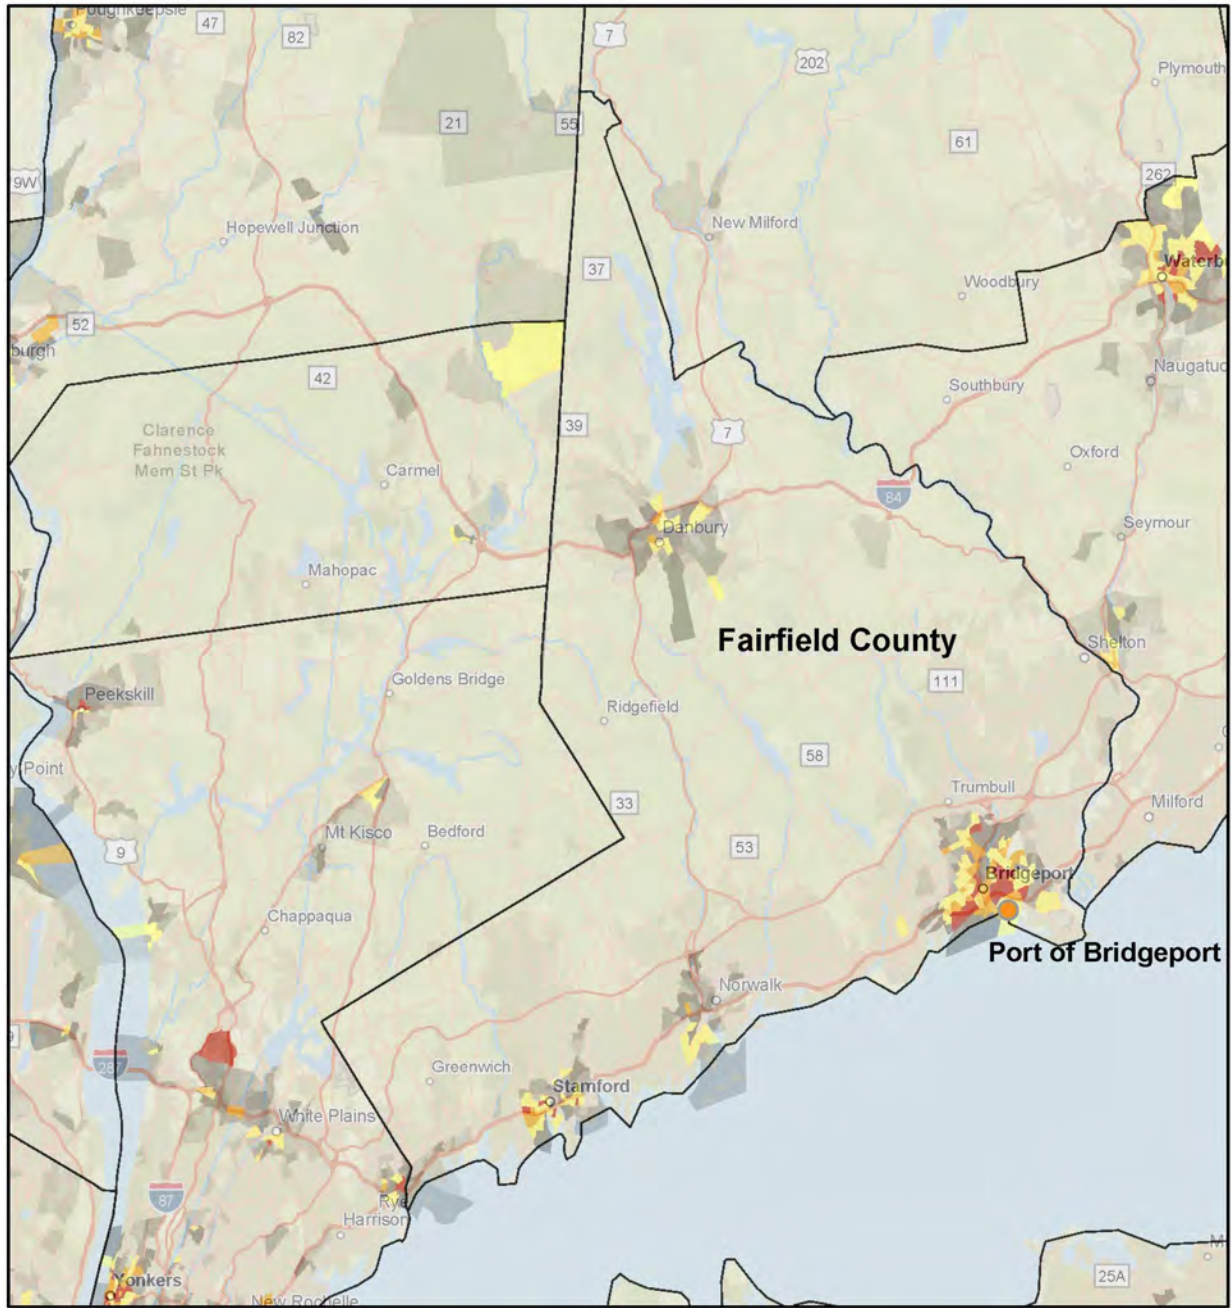 Poughkeepsie
47
82
7
202
Plymouth
21
55
61
262
9W
Hopewell Junction
New Milford
37
Woodbury
Waterb
52
burgh
42
Naugatuc
Southbury
39
7
Clarence
Fahnestock
Mem St Pk
Carmel
Oxford
84
Danbury
Seymour
Mahopac
Fairfield County
Shelton
Goldens Bridge
111
Peekskill
Ridgefield
y Point
58
Trumbull
33
Milford
9
Mt Kisco
Bedford
53
Bridgeport
Chappaqua
Port of Bridgeport
Norwalk
287
Greenwich
Stamford
White Plains
87
Rye
Harrison
Yonkers
New Rochelle
25A
M